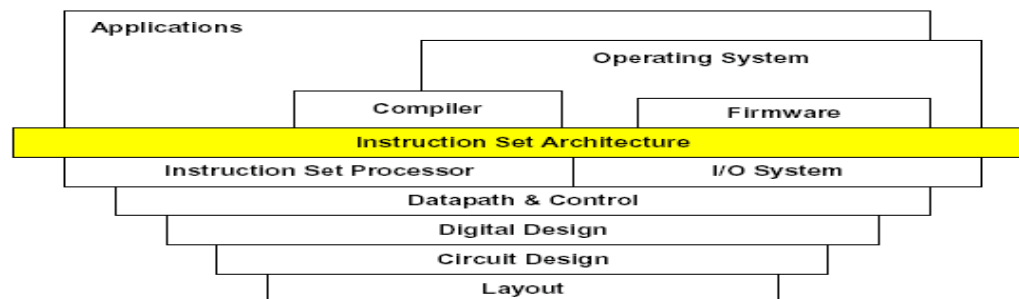 Applications
Operating System
Compiler
Firmware
Instruction Set Architecture
Instruction Set Processor
I/O System
Datapath & Control
Digital Design
Circuit Design
Layout